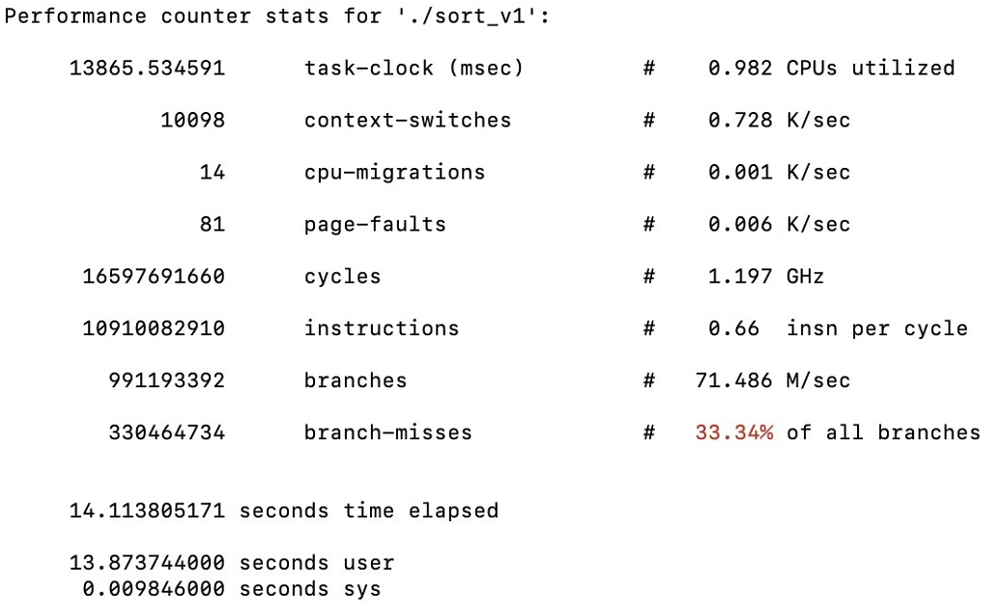 Performance counter stats for './sort_v1':
13865.534591 task-clock (msec) # 0.982 CPUs utilized
10098 context-switches # 0.728 K/sec
14 cpu-migrations # 0.001 K/sec
81 page-faults # 0.006 K/sec
16597691660 cycles # 1.197 GHz
10910082910 instructions # 0.66 insn per cycle
991193392 branches # 71.486 M/sec
330464734 branch-misses # 33.34% of all branches
14.113805171 seconds time elapsed
13.873744000 seconds user
0.009846000 seconds sys